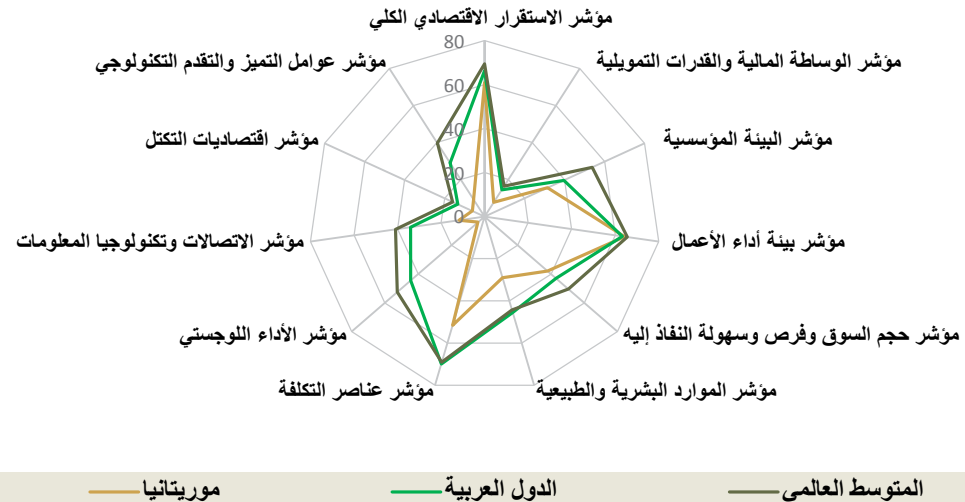 مؤشر الاستقرار الاقتصادي الكلي
مؤشر الوساطة المالية والقدرات التمويلية
مؤشر البيئة المؤسسية
مؤشر بيئة أداء الأعمال
مؤشر حجم السوق وفرص وسهولة النفاذ إليه
مؤشر الموارد البشرية والطبيعية
مؤشر عناصر التكلفة
مؤشر الأداء اللوجستي
مؤشر الاتصالات وتكنولوجيا المعلومات
مؤشر اقتصاديات التكتل
مؤشر عوامل التميز والتقدم التكنولوجي
80
60
40
20
0
المتوسط العالمي
الدول العربية
موريتانيا